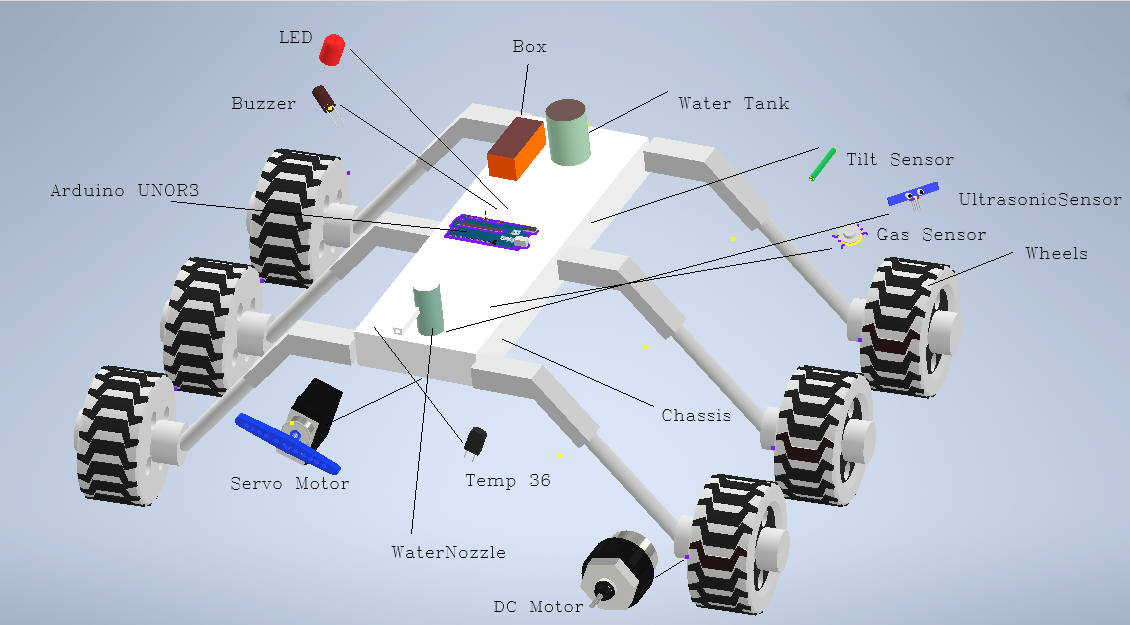 LED
Box
Buzzer
Water Tank
Tilt Sensor
Arduino UNOR3
UltrasonicSensor
Gas Sensor
Wheels
Chassis
Servo Motor
Temp 36
WaterNozzle
DC Motor